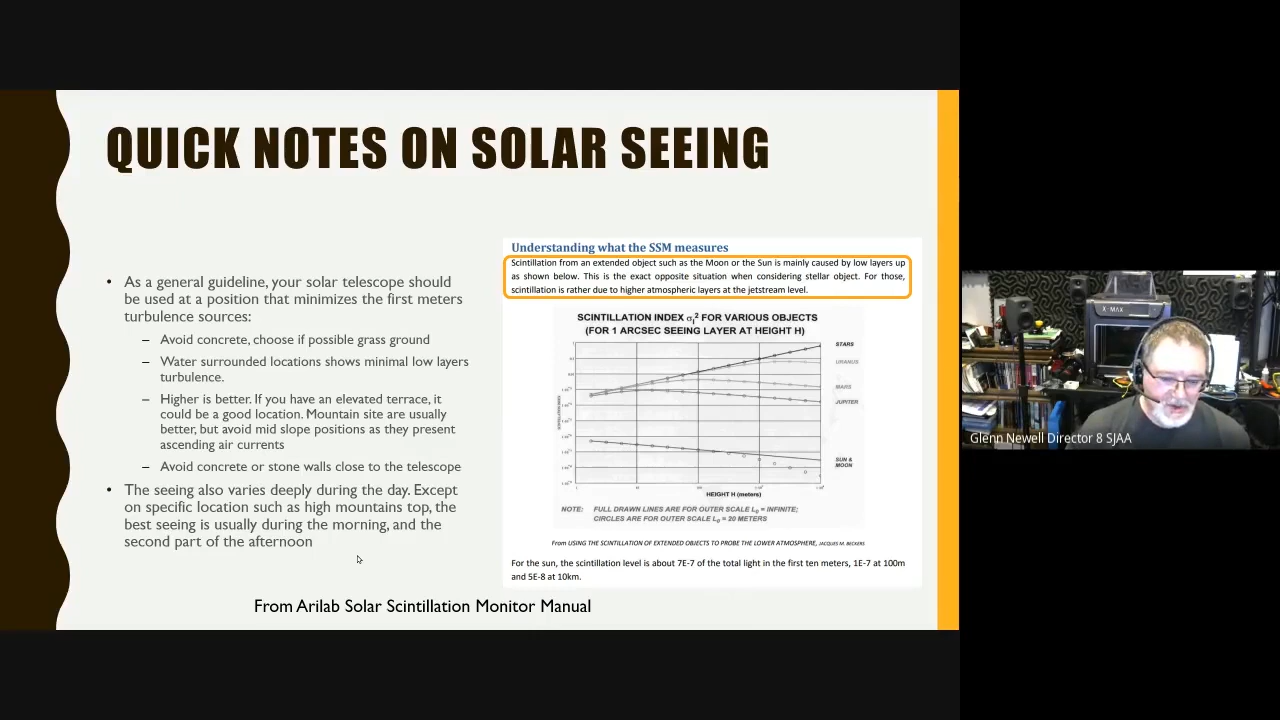 QUICK NOTES ON SOLAR SEEING
• As a general guideline, your solar telescope should
be used at a position that minimizes the first meters
turbulence sources:
– Avoid concrete, choose if possible grass ground
– Water surrounded locations shows minimal low layers
turbulence.
– Higher is better. If you have an elevated terrace, it
could be a good location. Mountain site are usually
better, but avoid mid slope positions as they present
ascending air currents
– Avoid concrete or stone walls close to the telescope
• The seeing also varies deeply during the day. Except
on specific location such as high mountains top, the
best seeing is usually during the morning, and the
second part of the afternoon
Understanding what the SSM measures
Scintillation from an extended object such as the Moon or the Sun is mainly caused by low layers up
as shown below. This is the exact opposite situation when considering stellar object. For those,
scintillation is rather due to higher atmospheric layers at the jetstream level.
SCINTILLATION INDEX σI² FOR VARIOUS OBJECTS
(FOR 1 ARCSEC SEEING LAYER AT HEIGHT H)
STARS
URANUS
MARS
JUPITER
SUN &
MOON
HEIGHT H (meters)
NOTE: FULL DRAWN LINES ARE FOR OUTER SCALE L0 = INFINITE;
CIRCLES ARE FOR OUTER SCALE L0 = 20 METERS
From USING THE SCINTILLATION OF EXTENDED OBJECTS TO PROBE THE LOWER ATMOSPHERE, JACQUES M. BECKERS
For the sun, the scintillation level is about 7E-7 of the total light in the first ten meters, 1E-7 at 100m
and 5E-8 at 10km.
From Arilab Solar Scintillation Monitor Manual
X-MAX
Glenn Newell Director 8 SJAA